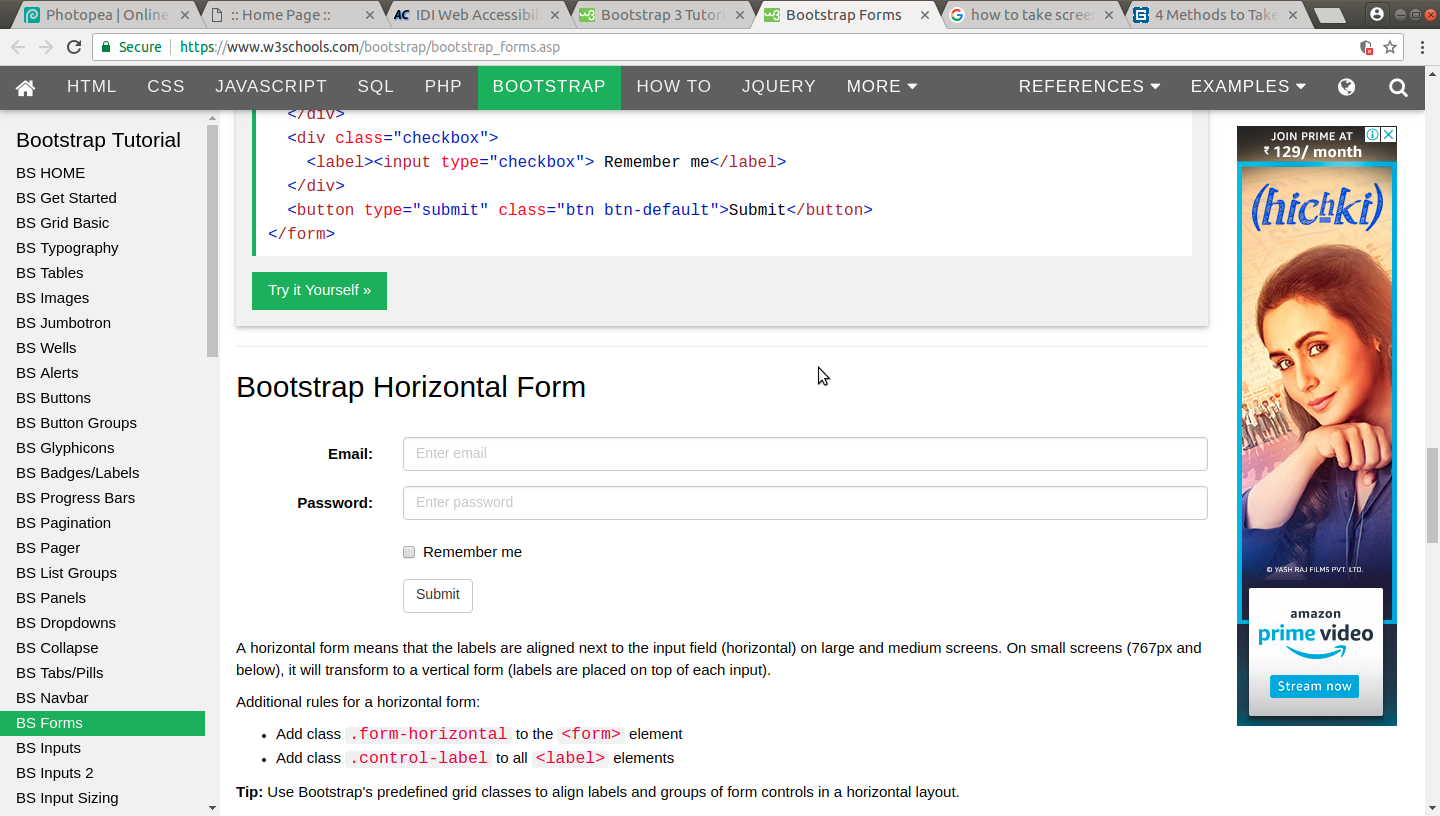 Photopea | Online
:: Home Page ::
AC IDI Web Accessibil
Bootstrap 3 Tutori
Bootstrap Forms
how to take scree
4 Methods to Take
Secure https://www.w3schools.com/bootstrap/bootstrap_forms.asp
HTML CSS JAVASCRIPT SQL PHP BOOTSTRAP HOW TO JQUERY MORE REFERENCES EXAMPLES
Bootstrap Tutorial
BS HOME
BS Get Started
BS Grid Basic
BS Typography
BS Tables
BS Images
BS Jumbotron
BS Wells
BS Alerts
BS Buttons
BS Button Groups
BS Glyphicons
BS Badges/Labels
BS Progress Bars
BS Pagination
BS Pager
BS List Groups
BS Panels
BS Dropdowns
BS Collapse
BS Tabs/Pills
BS Navbar
BS Forms
BS Inputs
BS Inputs 2
BS Input Sizing
</div>
<div class="checkbox">
<label><input type="checkbox"> Remember me</label>
</div>
<button type="submit" class="btn btn-default">Submit</button>
</form>
Try it Yourself »
Bootstrap Horizontal Form
Email: Enter email
Password: Enter password
Remember me
Submit
A horizontal form means that the labels are aligned next to the input field (horizontal) on large and medium screens. On small screens (767px and
below), it will transform to a vertical form (labels are placed on top of each input).
Additional rules for a horizontal form:
• Add class .form-horizontal to the <form> element
• Add class .control-label to all <label> elements
Tip: Use Bootstrap's predefined grid classes to align labels and groups of form controls in a horizontal layout.
JOIN PRIME AT
₹ 129/ month
(hichki)
© YASH RAJ FILMS PVT. LTD.
amazon
prime video
Stream now